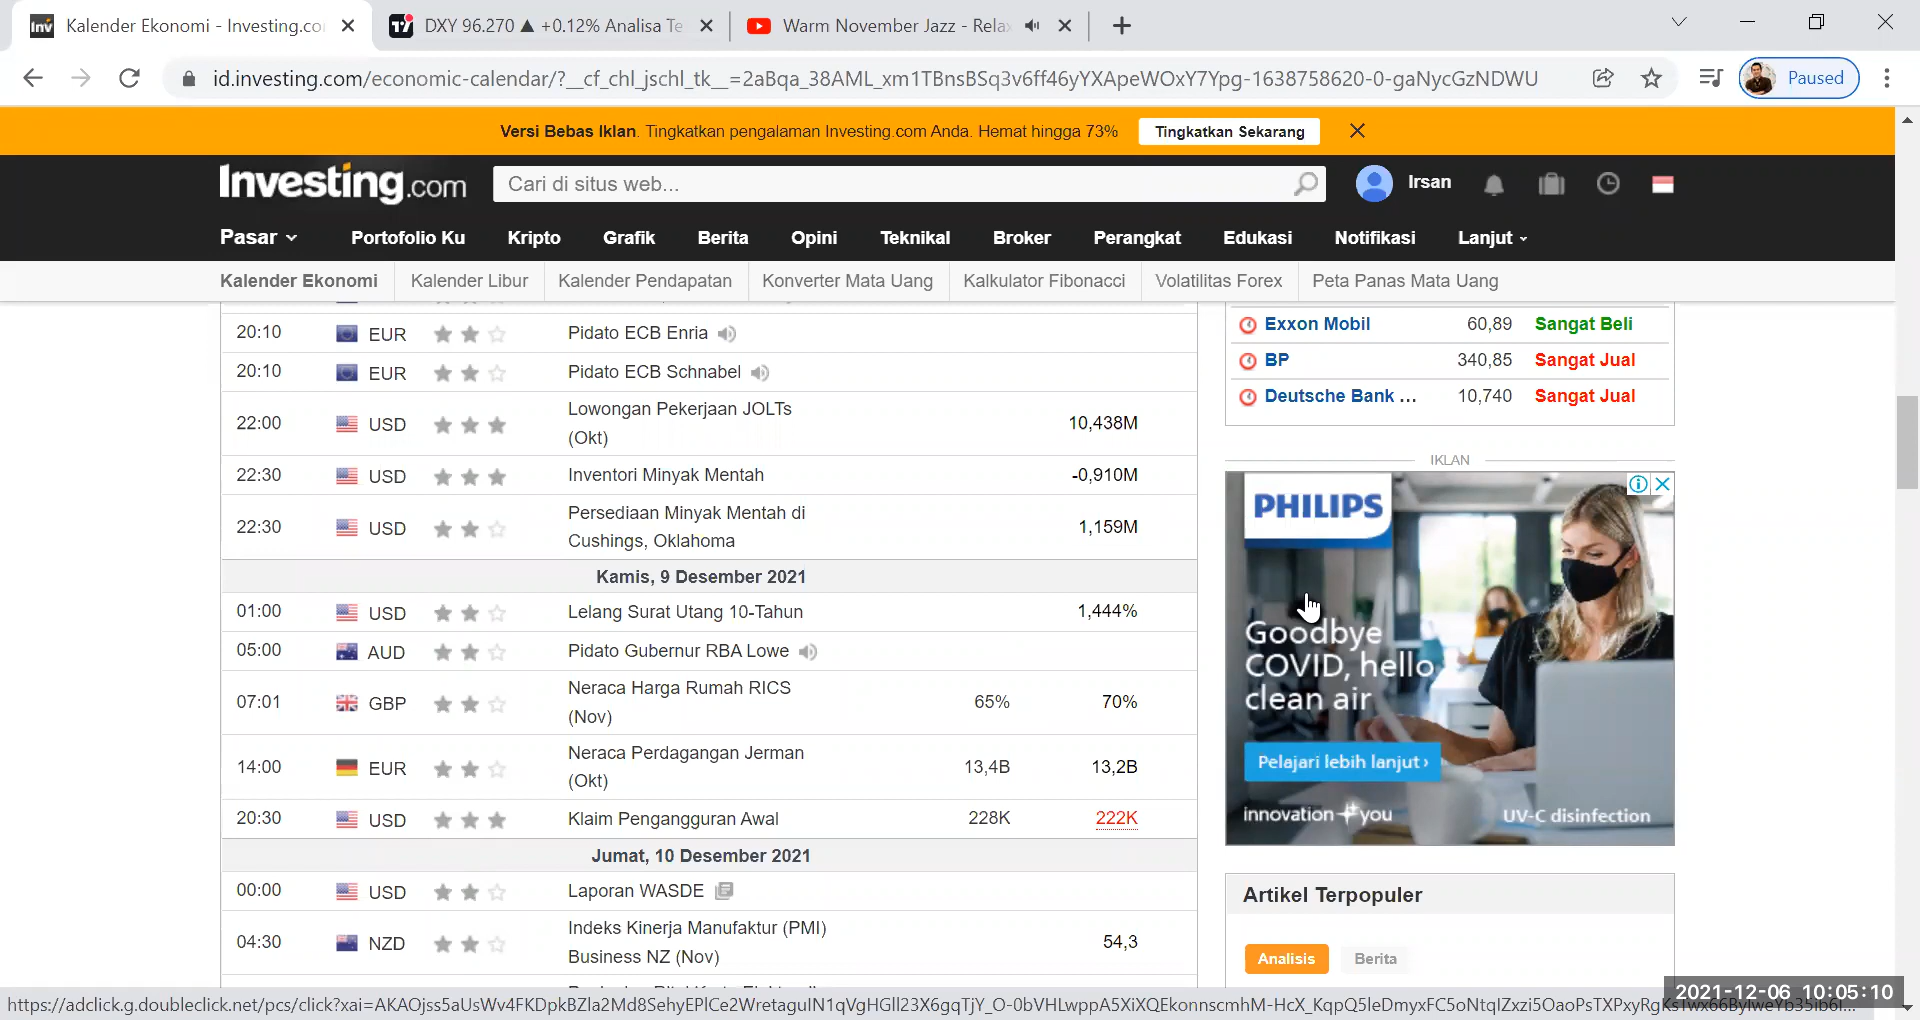 Kalender Ekonomi - Investing.co
DXY 96.270 ▲ +0.12% Analisa Te
Warm November Jazz - Rela
id.investing.com/economic-calendar/?__cf_chl_jschl_tk__=2aBqa_38AML_xm1TBnsBSq3v6ff46yYXApeWOxY7Ypg-1638758620-0-gaNycGzNDWU
Paused
Versi Bebas Iklan. Tingkatkan pengalaman Investing.com Anda. Hemat hingga 73%
Tingkatkan Sekarang
Investing.com
Cari di situs web...
Irsan
Pasar Portofolio Ku Kripto Grafik Berita Opini Teknikal Broker Perangkat Edukasi Notifikasi Lanjut
Kalender Ekonomi Kalender Libur Kalender Pendapatan Konverter Mata Uang Kalkulator Fibonacci Volatilitas Forex Peta Panas Mata Uang
20:10 EUR Pidato ECB Enria
20:10 EUR Pidato ECB Schnabel
22:00 USD Lowongan Pekerjaan JOLTs
(Okt) 10,438M
22:30 USD Inventori Minyak Mentah -0,910M
22:30 USD Persediaan Minyak Mentah di
Cushings, Oklahoma 1,159M
Kamis, 9 Desember 2021
01:00 USD Lelang Surat Utang 10-Tahun 1,444%
05:00 AUD Pidato Gubernur RBA Lowe
07:01 GBP Neraca Harga Rumah RICS
(Nov) 65% 70%
14:00 EUR Neraca Perdagangan Jerman
(Okt) 13,4B 13,2B
20:30 USD Klaim Pengangguran Awal 228K 222K
Jumat, 10 Desember 2021
00:00 USD Laporan WASDE
04:30 NZD Indeks Kinerja Manufaktur (PMI)
Business NZ (Nov) 54,3
Exxon Mobil 60,89 Sangat Beli
BP 340,85 Sangat Jual
Deutsche Bank ... 10,740 Sangat Jual
IKLAN
PHILIPS
Goodbye
COVID, hello
clean air
Pelajari lebih lanjut ›
innovation you
UV-C disinfection
Artikel Terpopuler
Analisis Berita
2021-12-06 10:05:10